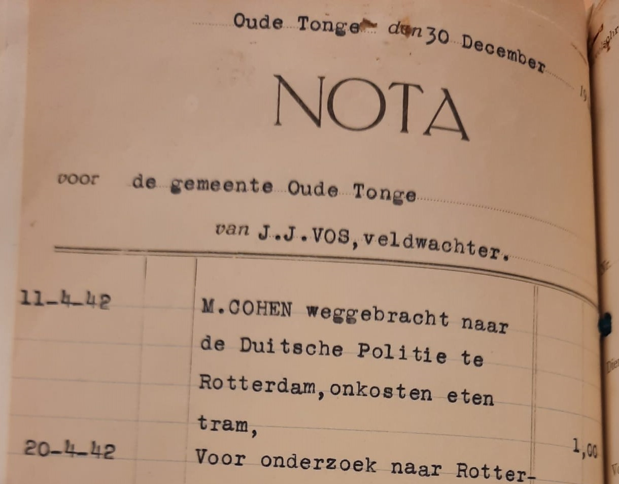 Oude Tonge den 30 December
NOTA
voor de gemeente Oude Tonge
van J.J.VOS, veldwachter.
11-4-42 M.COHEN weggebracht naar
de Duitsche Politie te
Rotterdam, onkosten eten
tram, 1,00
20-4-42 Voor onderzoek naar Rotter-